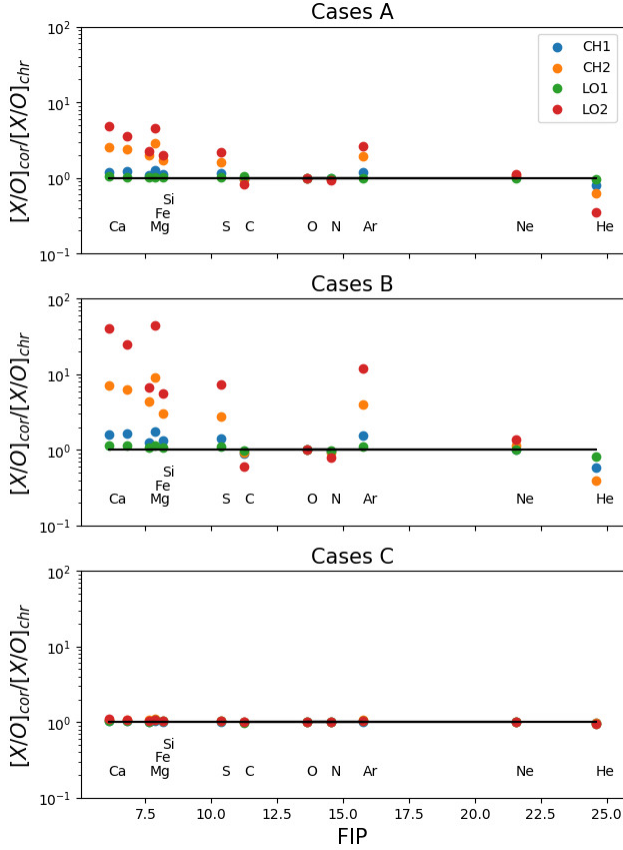 Cases A
10^2
10^1
10^0
10^-1
[X/O]cor/[X/O]chr
CH1
CH2
LO1
LO2
Si
Fe
Ca Mg S C O N Ar Ne He
Cases B
10^2
10^1
10^0
10^-1
[X/O]cor/[X/O]chr
Si
Fe
Ca Mg S C O N Ar Ne He
Cases C
10^2
10^1
10^0
10^-1
[X/O]cor/[X/O]chr
Si
Fe
Ca Mg S C O N Ar Ne He
7.5 10.0 12.5 15.0 17.5 20.0 22.5 25.0
FIP